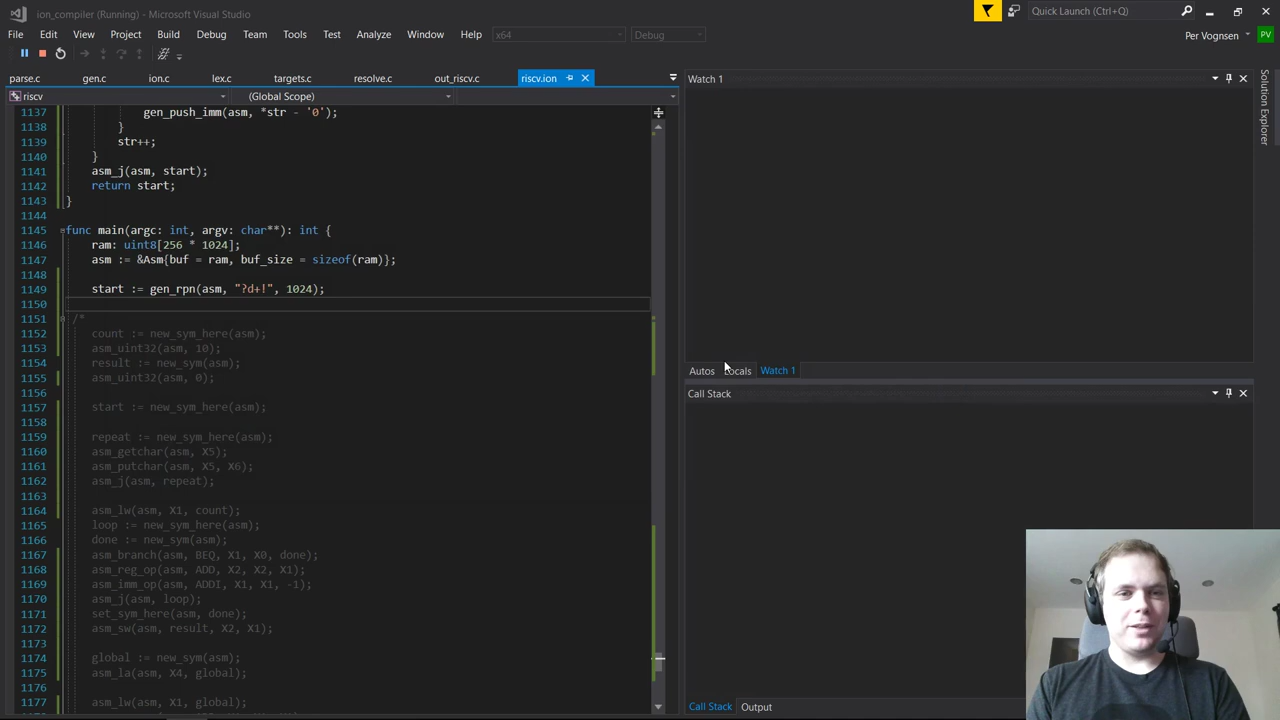 ion_compiler (Running) - Microsoft Visual Studio
Quick Launch (Ctrl+Q)
File Edit View Project Build Debug Team Tools Test Analyze Window Help x64 Debug Per Vognsen PV
parse.c gen.c ion.c lex.c targets.c resolve.c out_riscv.c riscv.ion
riscv (Global Scope)
1137 gen_push_imm(asm, *str - '0');
1138 }
1139 str++;
1140 }
1141 asm_j(asm, start);
1142 return start;
1143 }
1144
1145 func main(argc: int, argv: char**): int {
1146 ram: uint8[256 * 1024];
1147 asm := &Asm{buf = ram, buf_size = sizeof(ram)};
1148
1149 start := gen_rpn(asm, "?d+!", 1024);
1150
1151 /*
1152 count := new_sym_here(asm);
1153 asm_uint32(asm, 10);
1154 result := new_sym(asm);
1155 asm_uint32(asm, 0);
1156
1157 start := new_sym_here(asm);
1158
1159 repeat := new_sym_here(asm);
1160 asm_getchar(asm, X5);
1161 asm_putchar(asm, X5, X6);
1162 asm_j(asm, repeat);
1163
1164 asm_lw(asm, X1, count);
1165 loop := new_sym_here(asm);
1166 done := new_sym(asm);
1167 asm_branch(asm, BEQ, X1, X0, done);
1168 asm_reg_op(asm, ADD, X2, X2, X1);
1169 asm_imm_op(asm, ADDI, X1, X1, -1);
1170 asm_j(asm, loop);
1171 set_sym_here(asm, done);
1172 asm_sw(asm, result, X2, X1);
1173
1174 global := new_sym(asm);
1175 asm_la(asm, X4, global);
1176
1177 asm_lw(asm, X1, global);
Watch 1
Autos Locals Watch 1
Call Stack
Call Stack Output
Solution Explorer